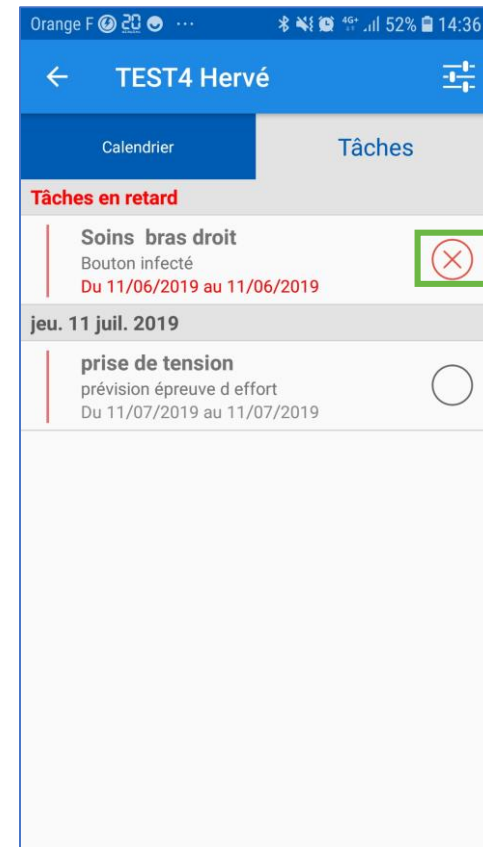 Orange F 20 ... 4G+ 52% 14:36
TEST4 Hervé
Calendrier Tâches
Tâches en retard
Soins bras droit
Bouton infecté
Du 11/06/2019 au 11/06/2019
jeu. 11 juil. 2019
prise de tension
prévision épreuve d effort
Du 11/07/2019 au 11/07/2019